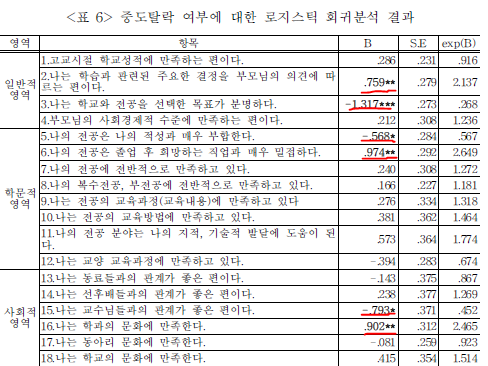 <표 6> 중도탈락 여부에 대한 로지스틱 회귀분석 결과
영역 항목 B S.E exp(B)
일반적 영역
1.고교시절 학교성적에 만족하는 편이다. .286 .231 .916
2.나는 학습과 관련된 주요한 결정을 부모님의 의견에 따
르는 편이다. .759** .279 2.137
3.나는 학교와 전공을 선택한 목표가 분명하다. -1.317*** .273 .268
4.부모님의 사회경제적 수준에 만족하는 편이다. .212 .308 1.236
학문적 영역
5.나의 전공은 나의 적성과 매우 부합한다. -.568* .284 .567
6.나의 전공은 졸업 후 희망하는 직업과 매우 밀접하다. .974** .292 2.649
7.나의 전공에 전반적으로 만족하고 있다. .240 .308 1.272
8.나의 복수전공, 부전공에 전반적으로 만족하고 있다. .166 .227 1.181
9.나는 전공의 교육과정(교육내용)에 만족하고 있다 .276 .334 1.318
10.나는 전공의 교육방법에 만족하고 있다. .381 .362 1.464
11.나의 전공 분야는 나의 지적, 기술적 발달에 도움이 된
다. .573 .364 1.774
12.나는 교양 교육과정에 만족하고 있다. -.394 .283 .674
사회적 영역
13.나는 동료들과의 관계가 좋은 편이다. -.143 .375 .867
14.나는 선후배들과의 관계가 좋은 편이다. .238 .377 1.269
15.나는 교수님들과의 관계가 좋은 편이다. -.793* .371 .452
16.나는 학과의 문화에 만족한다. .902** .312 2.465
17.나는 동아리 문화에 만족한다. -.081 .259 .923
18.나는 학교의 문화에 만족한다. .415 .354 1.514